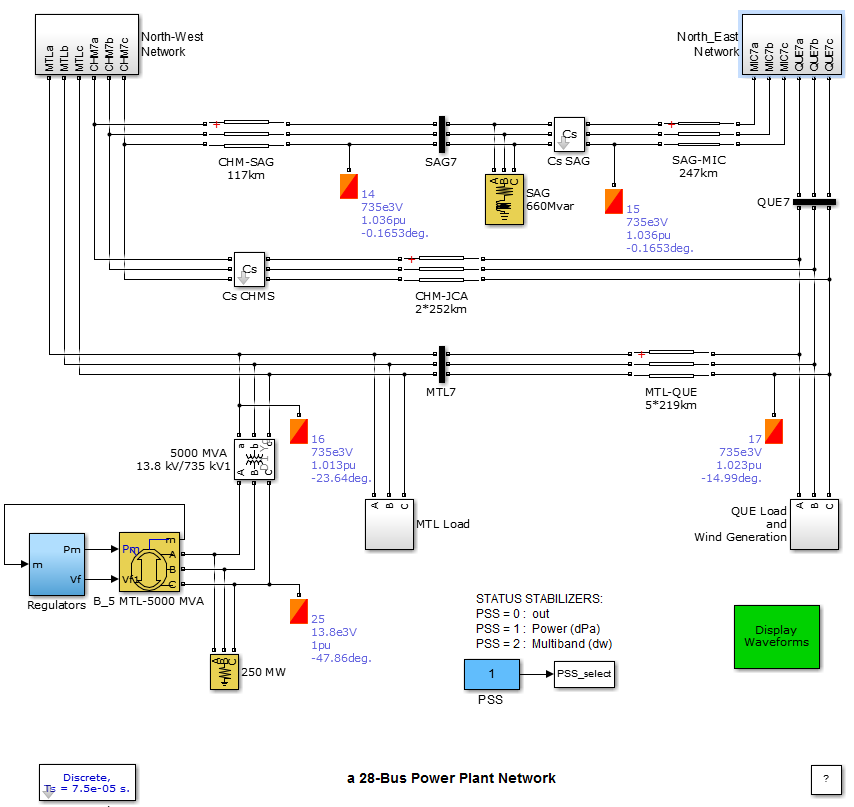 North-West
Network
MTLa
MTLb
MTLc
CHM7a
CHM7b
CHM7c
North_East
Network
MIC7a
MIC7b
MIC7c
QUE7a
QUE7b
QUE7c
CHM-SAG
117km
SAG7
Cs
Cs SAG
SAG-MIC
247km
A
B
C
SAG
660Mvar
14
735e3V
1.036pu
-0.1653deg.
15
735e3V
1.036pu
-0.1653deg.
QUE7
Cs
Cs CHMS
CHM-JCA
2*252km
MTL7
MTL-QUE
5*219km
5000 MVA
13.8 kV/735 kV1
a
b
c
A
B
C
16
735e3V
1.013pu
-23.64deg.
17
735e3V
1.023pu
-14.99deg.
A
B
C
MTL Load
A
B
C
QUE Load
and
Wind Generation
m
Pm
Vf
Regulators
Pm
Vf1
m
A
B
C
B_5 MTL-5000 MVA
25
13.8e3V
1pu
-47.86deg.
A
B
C
250 MW
STATUS STABILIZERS:
PSS = 0 : out
PSS = 1 : Power (dPa)
PSS = 2 : Multiband (dw)
1
PSS
PSS_select
Display
Waveforms
Discrete,
Ts = 7.5e-05 s.
a 28-Bus Power Plant Network
?